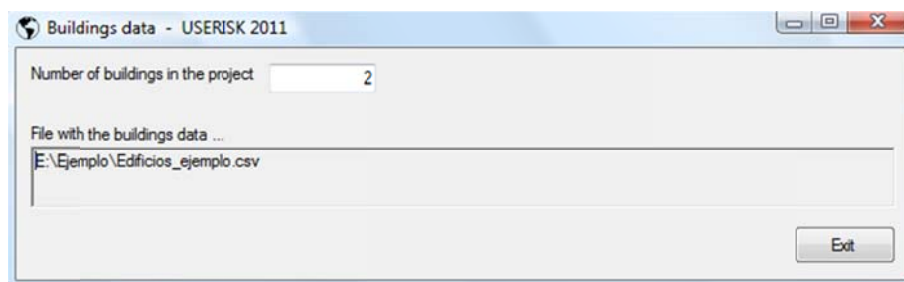 Buildings data - USERISK 2011
Number of buildings in the project 2
File with the buildings data ...
E:\Ejemplo\Edificios_ejemplo.csv
Exit